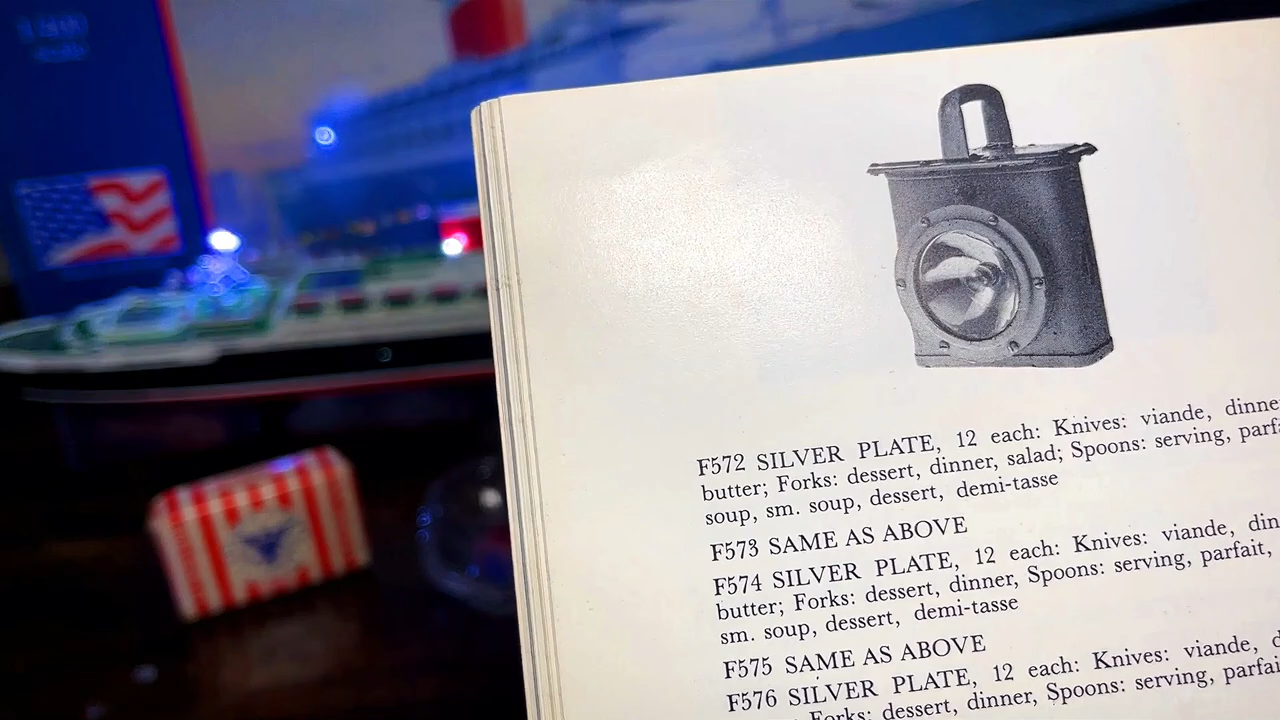 F572 SILVER PLATE, 12 each: Knives: viande, dinne
butter; Forks: dessert, dinner, salad; Spoons: serving, parf
soup, sm. soup, dessert, demi-tasse
F573 SAME AS ABOVE
F574 SILVER PLATE, 12 each: Knives: viande, din
butter; Forks: dessert, dinner, Spoons: serving, parfait,
sm. soup, dessert, demi-tasse
F575 SAME AS ABOVE
F576 SILVER PLATE, 12 each: Knives: viande, d
Forks: dessert, dinner, Spoons: serving, parfai